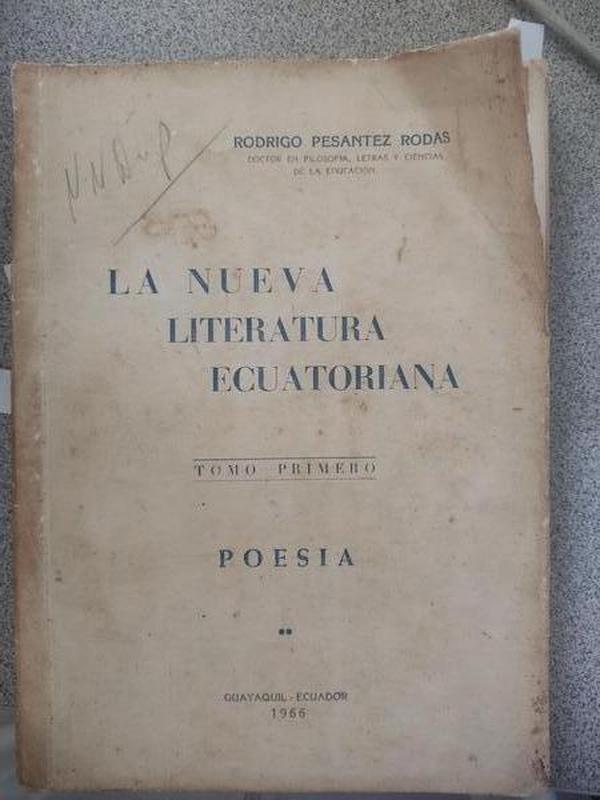 RODRIGO PESANTEZ RODAS
DOCTOR EN FILOSOFIA, LETRAS Y CIENCIAS
DE LA EDUCACION
LA NUEVA
LITERATURA
ECUATORIANA
TOMO PRIMERO
POESIA
GUAYAQUIL - ECUADOR
1966